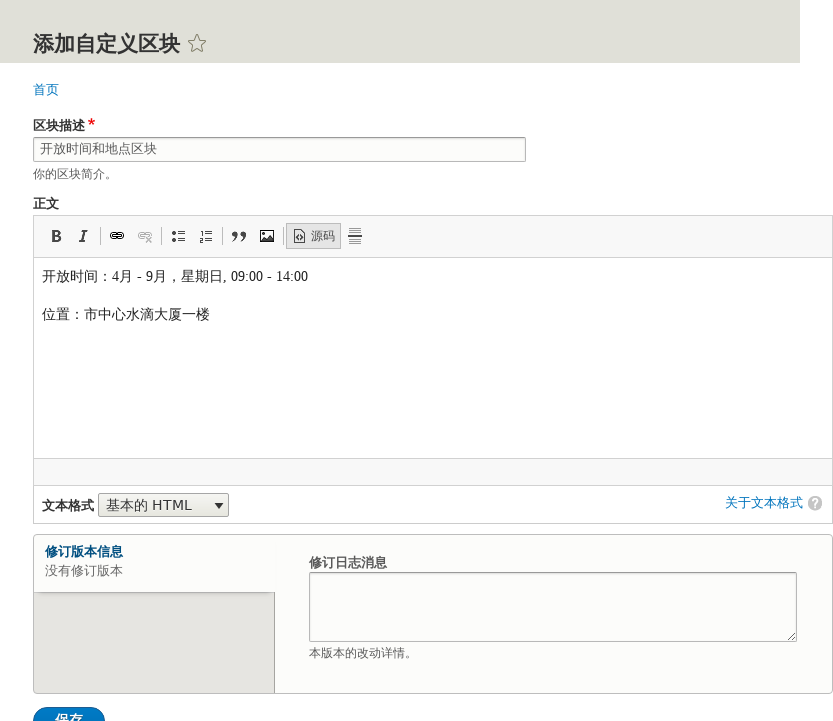 添加自定义区块
首页
区块描述*
开放时间和地点区块
你的区块简介。
正文
B I 源码
开放时间：4月 - 9月，星期日, 09:00 - 14:00
位置：市中心水滴大厦一楼
文本格式 基本的 HTML 关于文本格式 ?
修订版本信息
没有修订版本
修订日志消息
本版本的改动详情。
保存